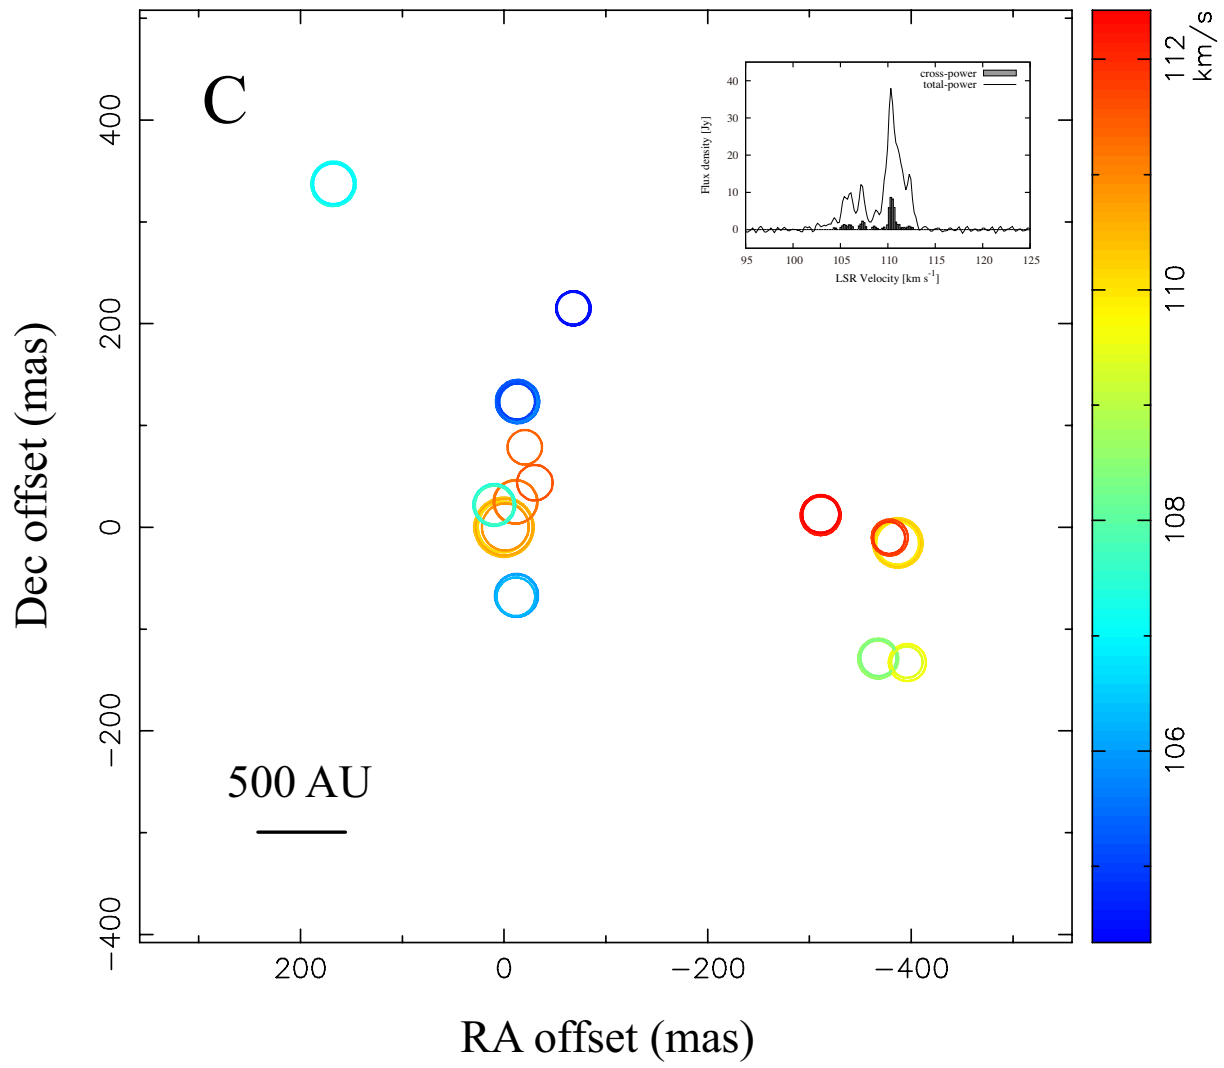 C
400
200
0
−200
−400
Dec offset (mas)
200
0
−200
−400
RA offset (mas)
500 AU
cross-power
total-power
40
30
20
10
0
Flux density [Jy]
95
100
105
110
115
120
125
LSR Velocity [km s-1]
112
110
108
106
km/s